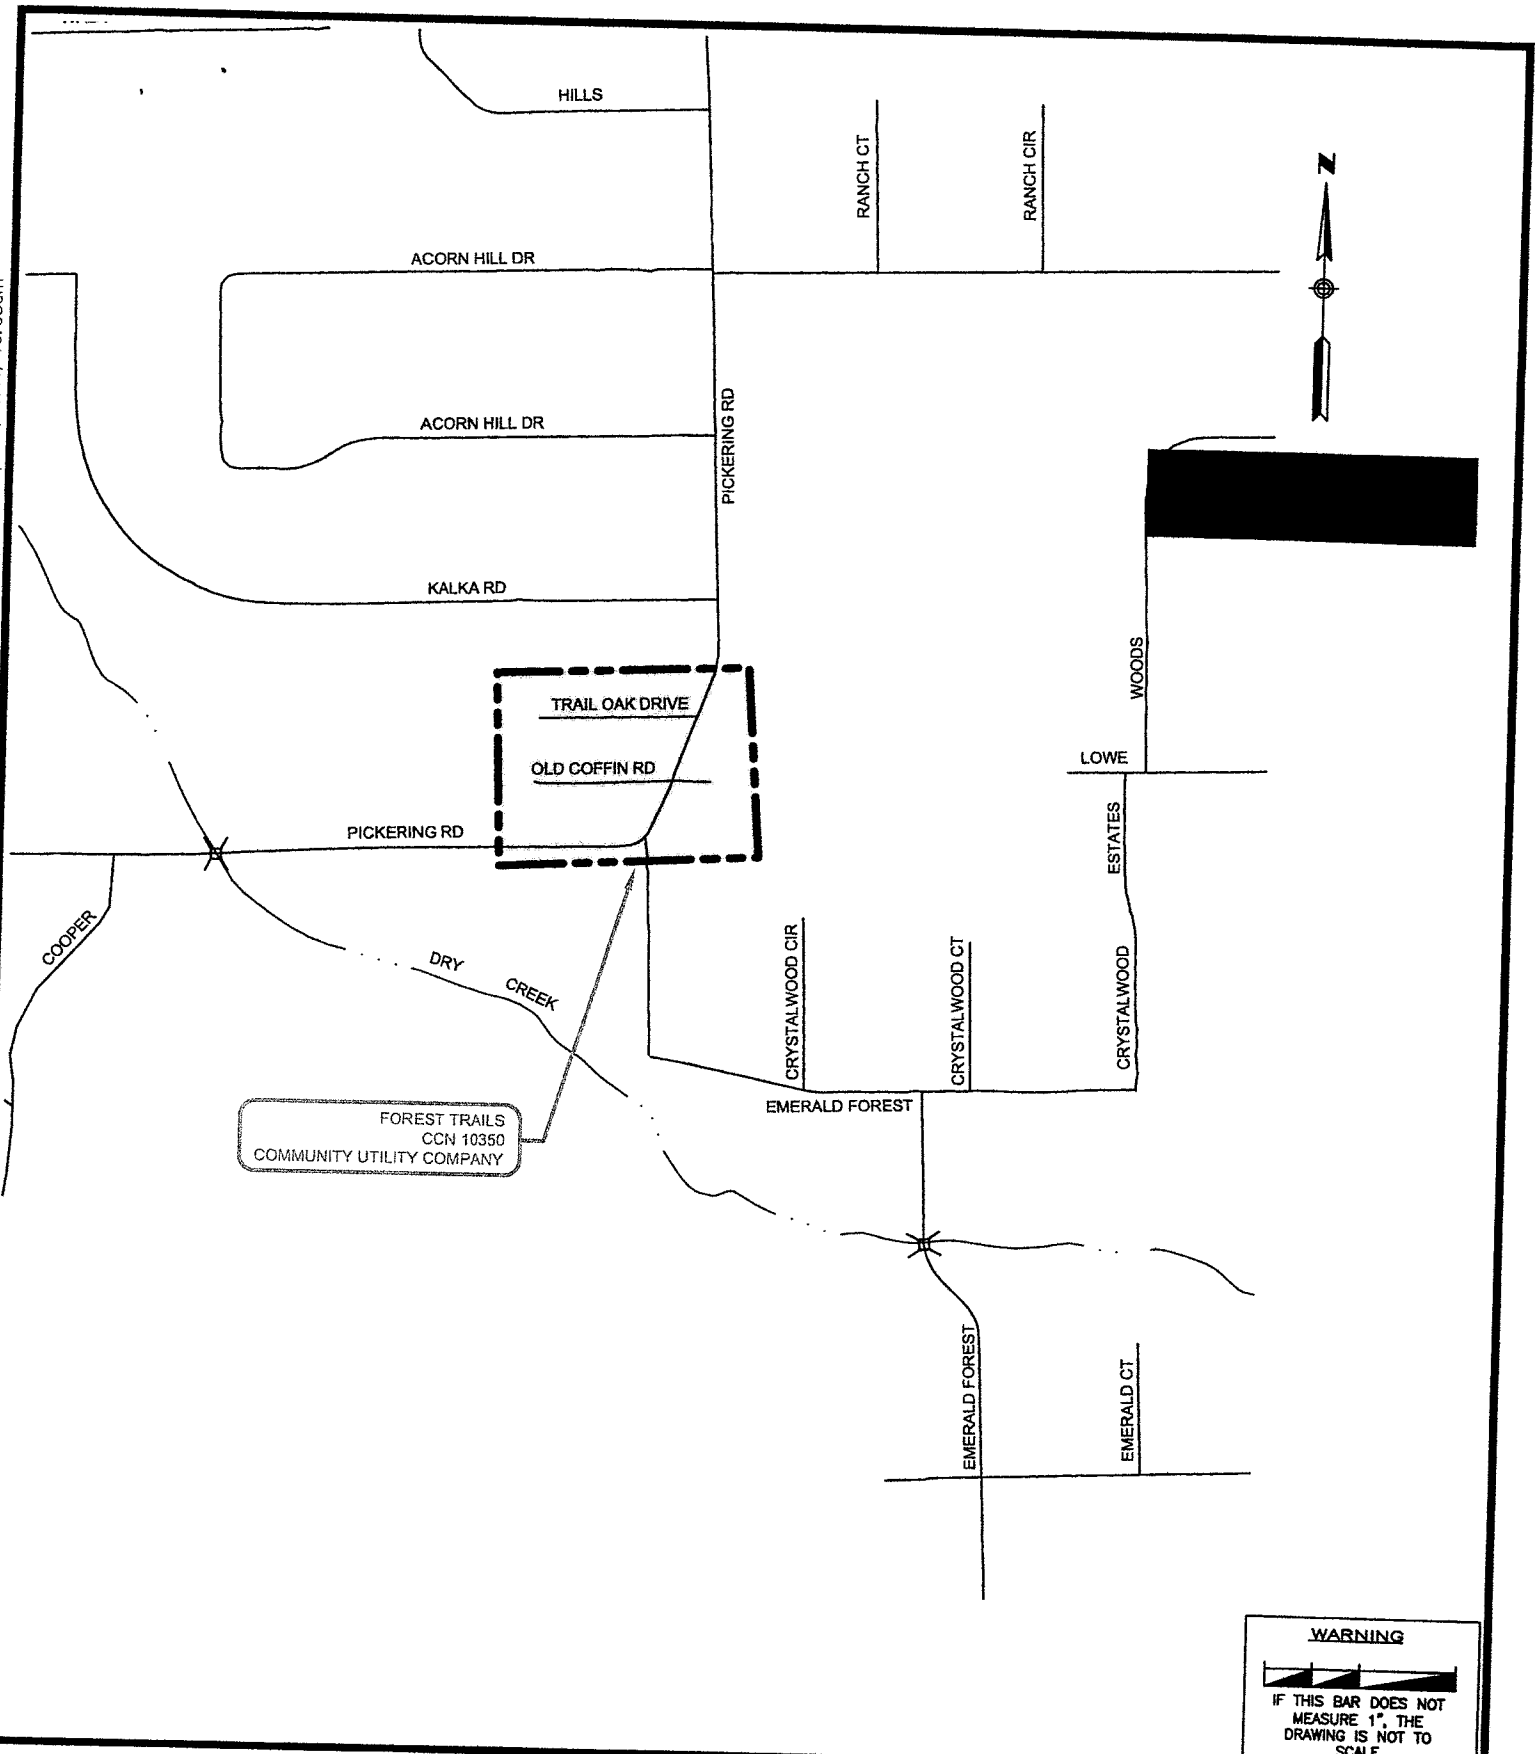 HILLS
RANCH CT
RANCH CIR
N
ACORN HILL DR
ACORN HILL DR
PICKERING RD
KALKA RD
WOODS
TRAIL OAK DRIVE
LOWE
OLD COFFIN RD
ESTATES
PICKERING RD
COOPER
DRY CREEK
CRYSTALWOOD CIR
CRYSTALWOOD CT
CRYSTALWOOD
EMERALD FOREST
FOREST TRAILS
CCN 10350
COMMUNITY UTILITY COMPANY
EMERALD FOREST
EMERALD CT
WARNING
IF THIS BAR DOES NOT
MEASURE 1", THE
DRAWING IS NOT TO
SCALE